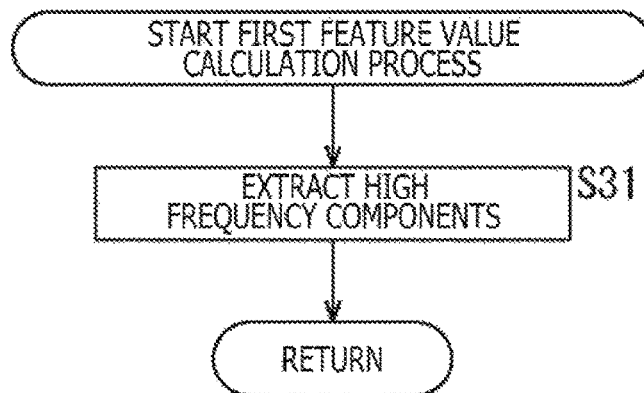 START FIRST FEATURE VALUE
CALCULATION PROCESS
EXTRACT HIGH
FREQUENCY COMPONENTS
S31
RETURN